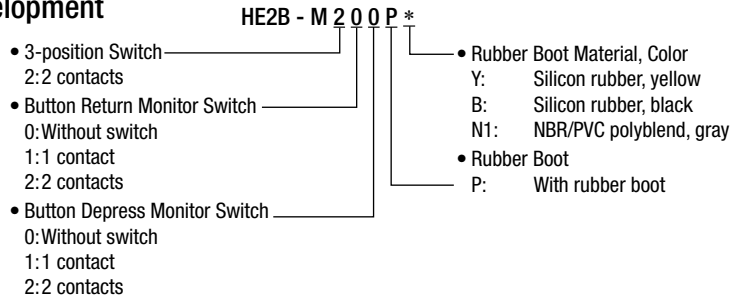 HE2B - M 2 0 0 P *
• 3-position Switch
2:2 contacts
• Button Return Monitor Switch
0:Without switch
1:1 contact
2:2 contacts
• Button Depress Monitor Switch
0:Without switch
1:1 contact
2:2 contacts
• Rubber Boot Material, Color
Y: Silicon rubber, yellow
B: Silicon rubber, black
N1: NBR/PVC polyblend, gray
• Rubber Boot
P: With rubber boot